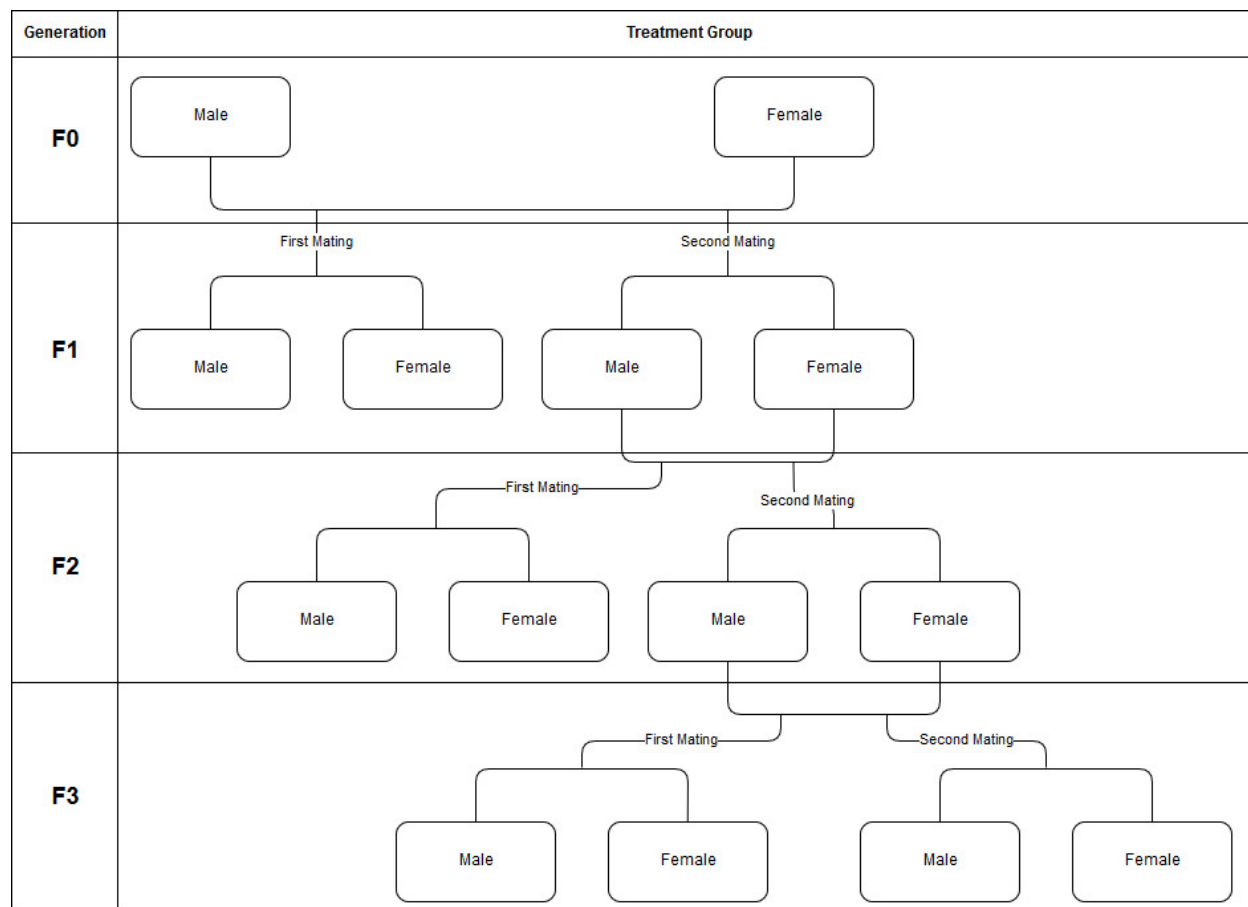 Generation Treatment Group
F0
Male Female
First Mating Second Mating
F1
Male Female Male Female
First Mating
Second Mating
F2
Male Female Male Female
First Mating Second Mating
F3
Male Female Male Female